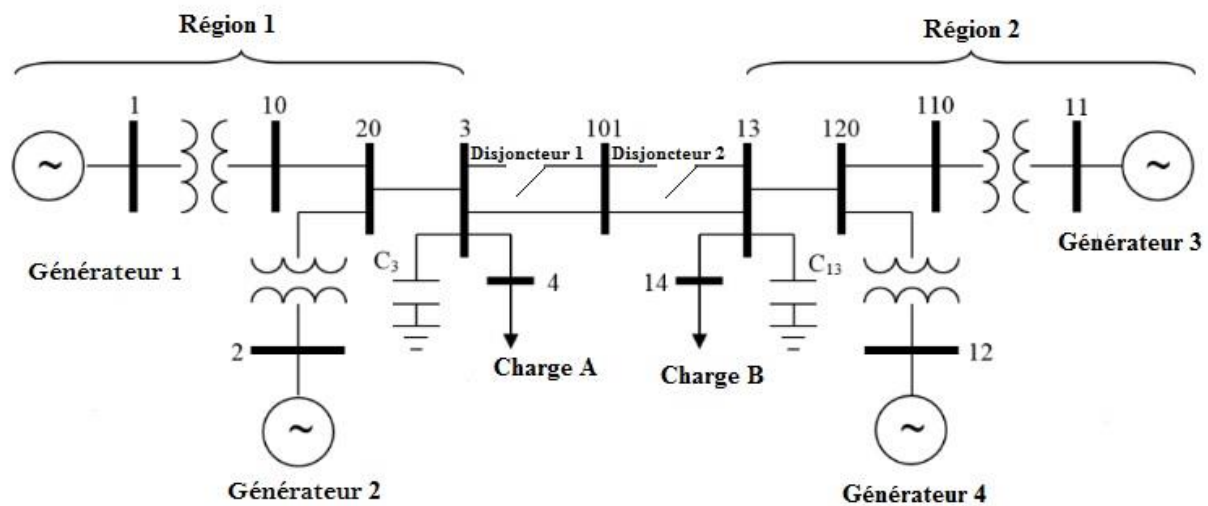 Région 1
Région 2
1
10
20
3
101
13
120
110
11
Disjoncteur 1
Disjoncteur 2
~
~
Générateur 1
C3
4
14
C13
Générateur 3
2
12
Charge A
Charge B
~
~
Générateur 2
Générateur 4